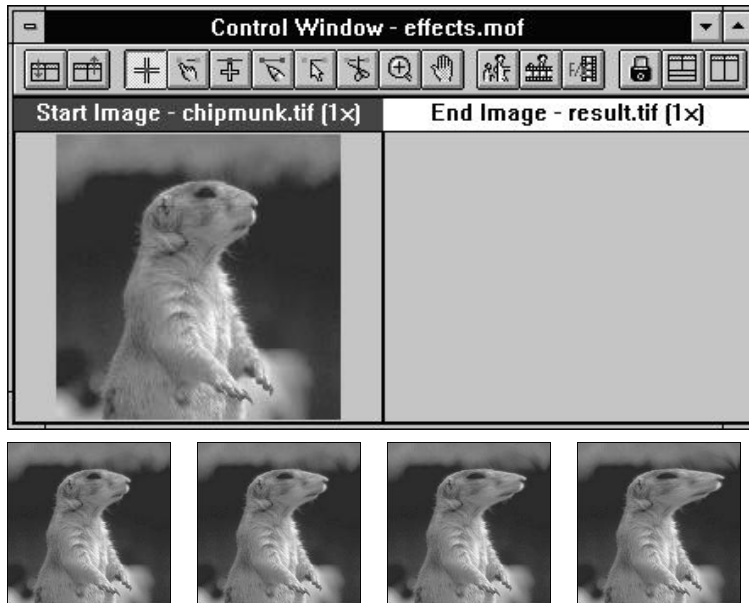 Control Window - effects.mof
F/
Start Image - chipmunk.tif (1×)
End Image - result.tif (1×)